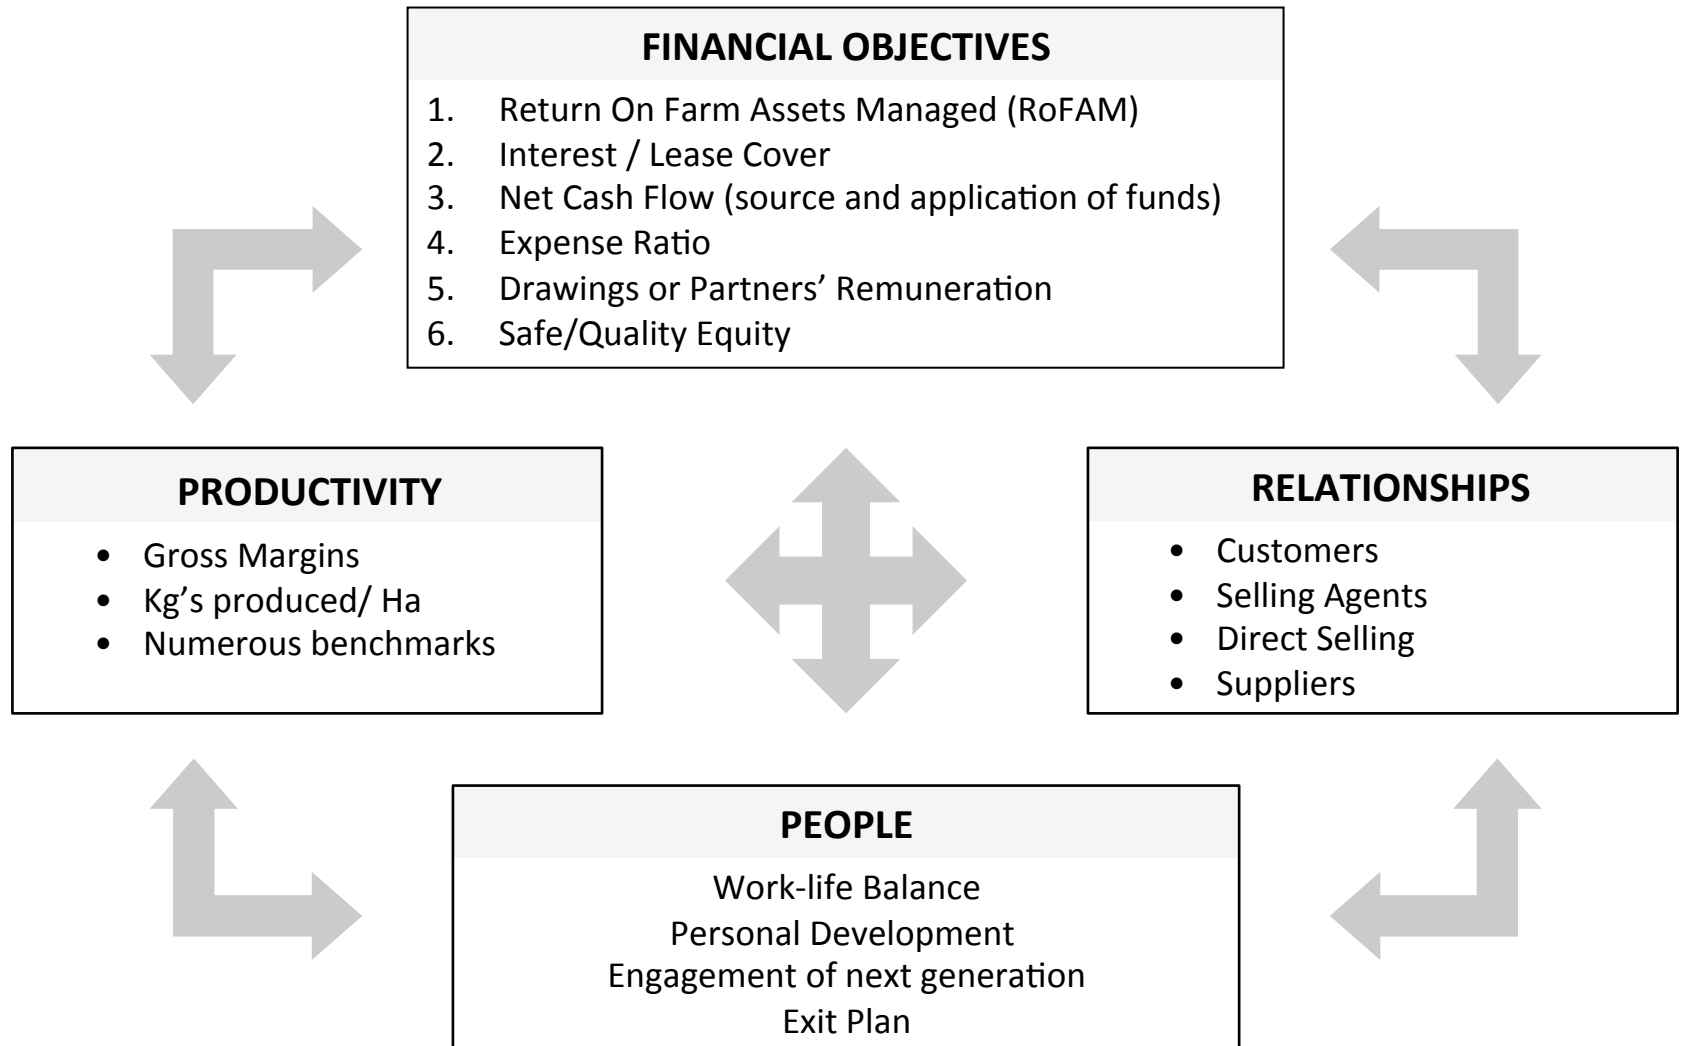 FINANCIAL OBJECTIVES
1. Return On Farm Assets Managed (RoFAM)
2. Interest / Lease Cover
3. Net Cash Flow (source and application of funds)
4. Expense Ratio
5. Drawings or Partners’ Remuneration
6. Safe/Quality Equity
PRODUCTIVITY
• Gross Margins
• Kg’s produced/ Ha
• Numerous benchmarks
RELATIONSHIPS
• Customers
• Selling Agents
• Direct Selling
• Suppliers
PEOPLE
Work-life Balance
Personal Development
Engagement of next generation
Exit Plan